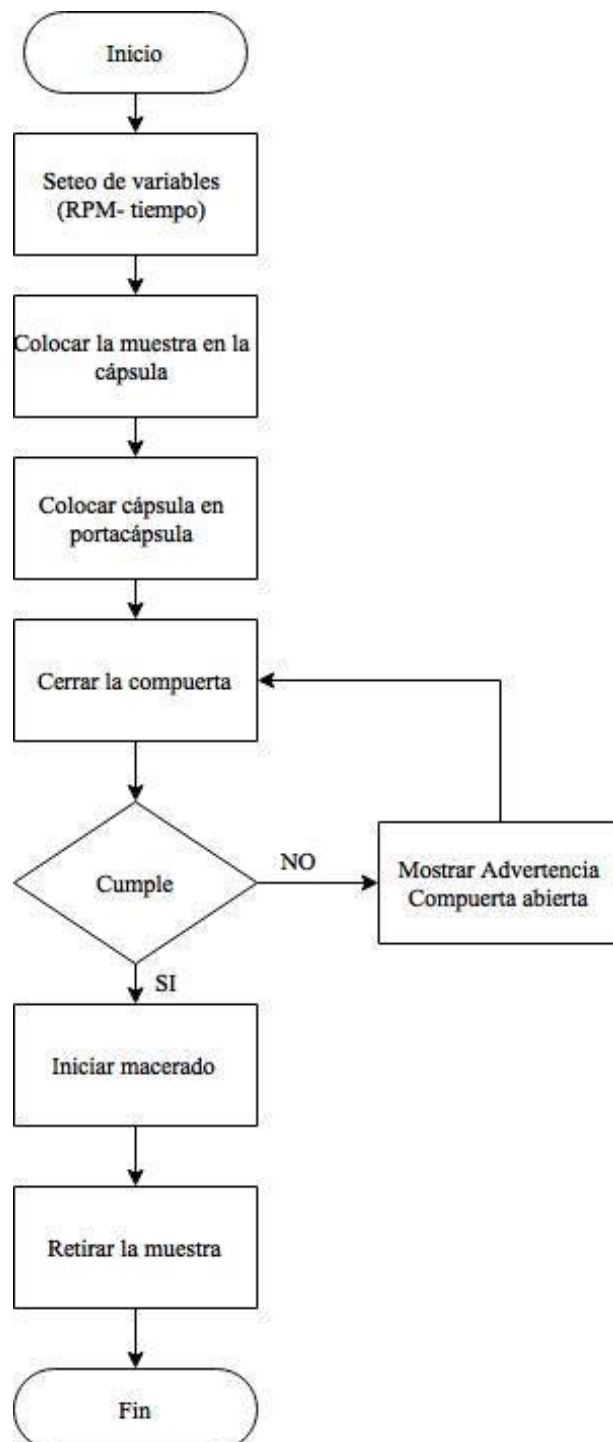 Inicio
Seteo de variables
(RPM- tiempo)
Colocar la muestra en la
cápsula
Colocar cápsula en
portacápsula
Cerrar la compuerta
Cumple
NO
Mostrar Advertencia
Compuerta abierta
SI
Iniciar macerado
Retirar la muestra
Fin